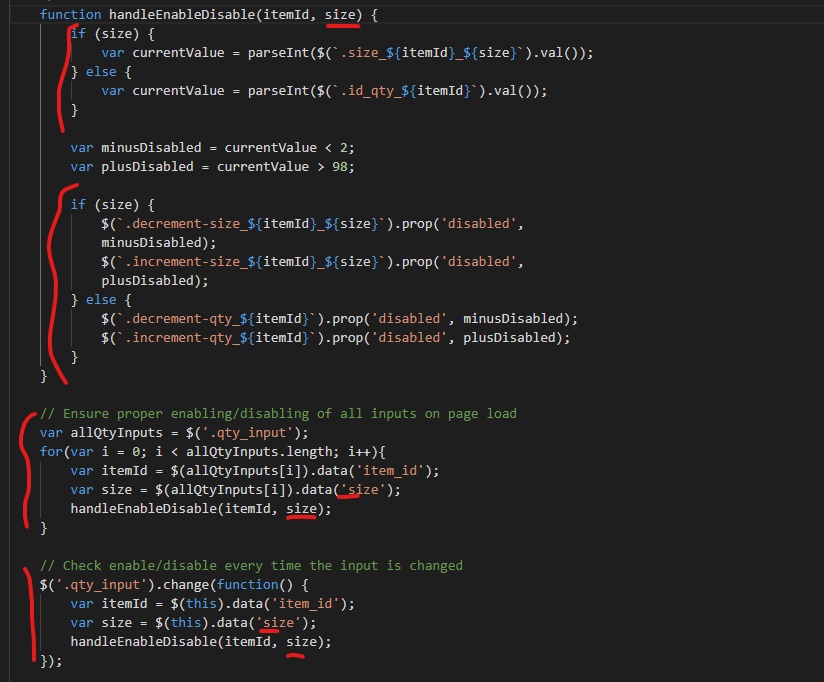 function handleEnableDisable(itemId, size) {
    if (size) {
        var currentValue = parseInt($(`.size_${itemId}_${size}`).val());
    } else {
        var currentValue = parseInt($(`.id_qty_${itemId}`).val());
    }
    var minusDisabled = currentValue < 2;
    var plusDisabled = currentValue > 98;
    if (size) {
        $(`.decrement-size_${itemId}_${size}`).prop('disabled',
        minusDisabled);
        $(`.increment-size_${itemId}_${size}`).prop('disabled',
        plusDisabled);
    } else {
        $(`.decrement-qty_${itemId}`).prop('disabled', minusDisabled);
        $(`.increment-qty_${itemId}`).prop('disabled', plusDisabled);
    }
}
// Ensure proper enabling/disabling of all inputs on page load
var allQtyInputs = $('.qty_input');
for(var i = 0; i < allQtyInputs.length; i++){
    var itemId = $(allQtyInputs[i]).data('item_id');
    var size = $(allQtyInputs[i]).data('size');
    handleEnableDisable(itemId, size);
}
// Check enable/disable every time the input is changed
$('.qty_input').change(function() {
    var itemId = $(this).data('item_id');
    var size = $(this).data('size');
    handleEnableDisable(itemId, size);
});